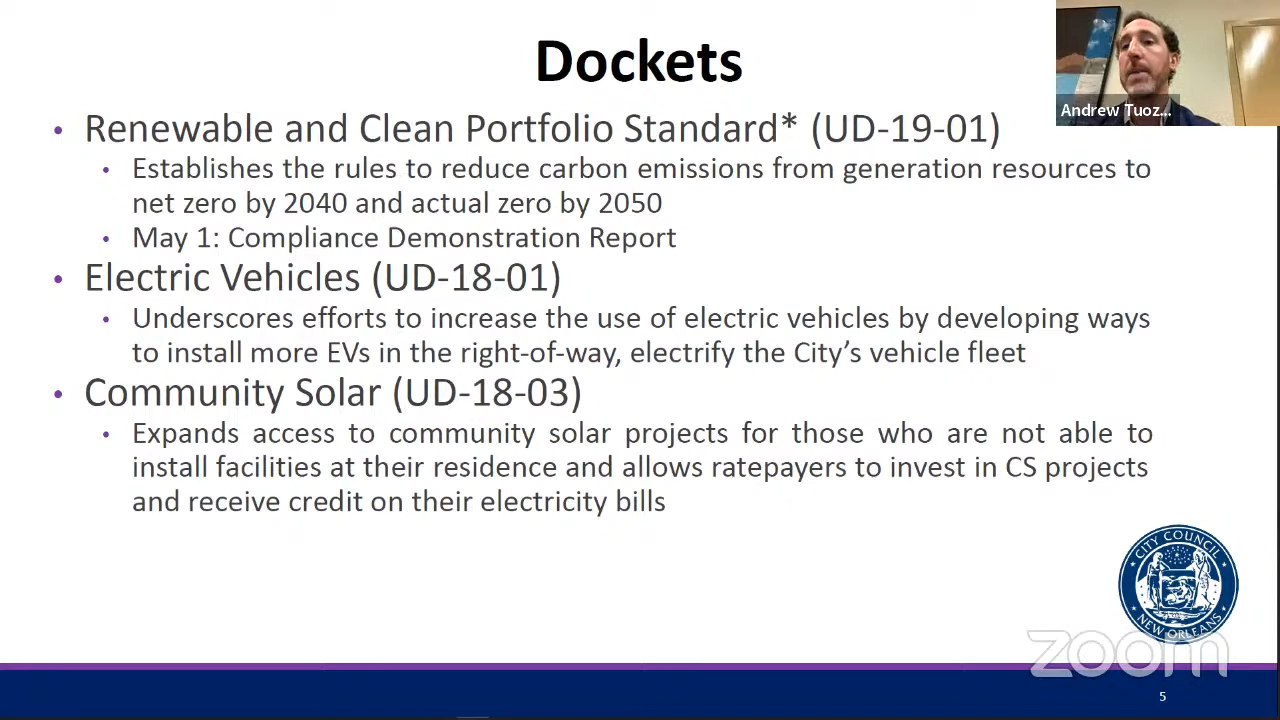 Dockets
Andrew Tuoz...
• Renewable and Clean Portfolio Standard* (UD-19-01)
• Establishes the rules to reduce carbon emissions from generation resources to
net zero by 2040 and actual zero by 2050
• May 1: Compliance Demonstration Report
• Electric Vehicles (UD-18-01)
• Underscores efforts to increase the use of electric vehicles by developing ways
to install more EVs in the right-of-way, electrify the City’s vehicle fleet
• Community Solar (UD-18-03)
• Expands access to community solar projects for those who are not able to
install facilities at their residence and allows ratepayers to invest in CS projects
and receive credit on their electricity bills
CITY COUNCIL
NEW ORLEANS
zoom
5